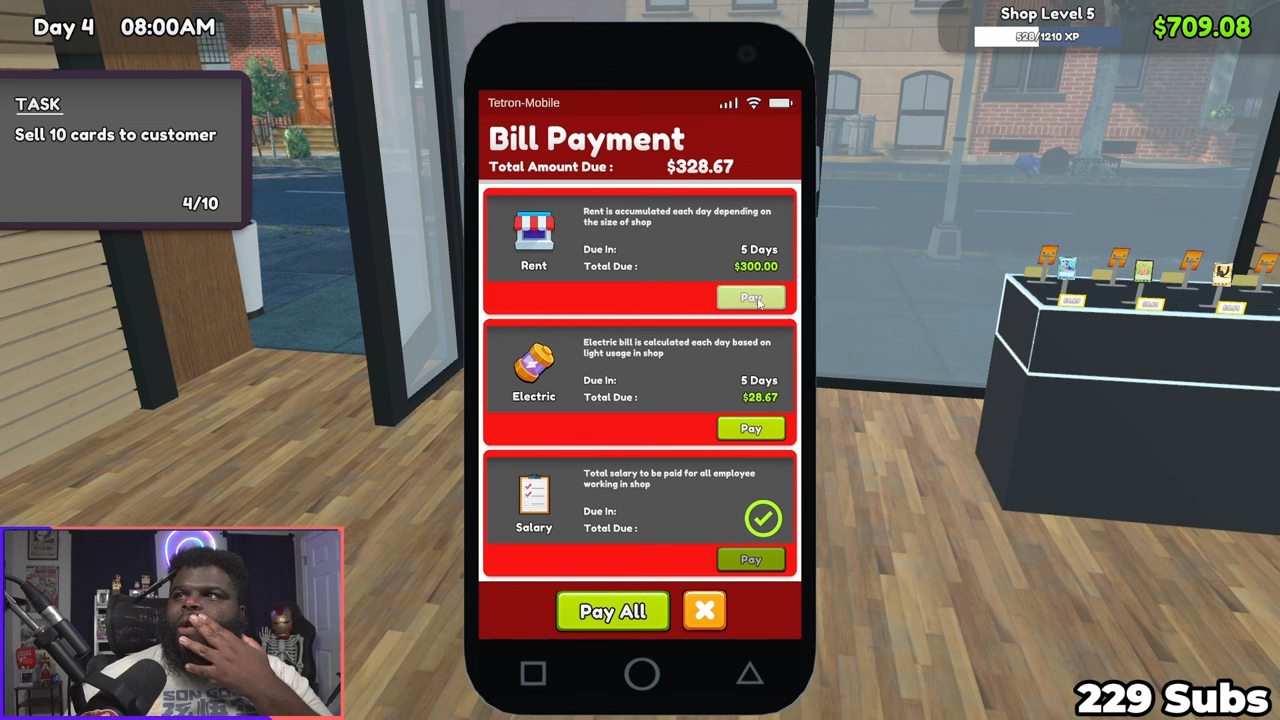 Day 4 08:00AM
Shop Level 5
528/1210 XP
$709.08
TASK
Sell 10 cards to customer
4/10
Tetron-Mobile
Bill Payment
Total Amount Due : $328.67
Rent is accumulated each day depending on
the size of shop
Due In: 5 Days
Total Due : $300.00
Rent
Pay
Electric bill is calculated each day based on
light usage in shop
Due In: 5 Days
Total Due : $28.67
Electric
Pay
Total salary to be paid for all employee
working in shop
Due In:
Total Due :
Salary
Pay
Pay All
SON GO
229 Subs